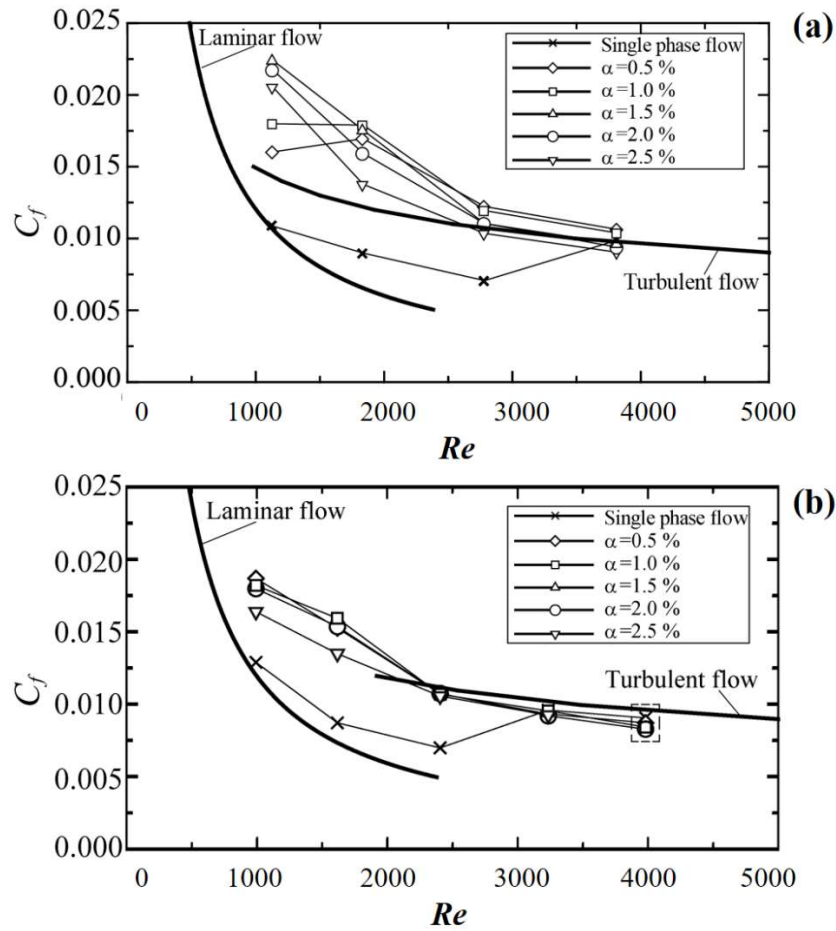 (a)
0.025
0.020
0.015
0.010
0.005
0.000
C_f
Laminar flow
Single phase flow
α=0.5 %
α=1.0 %
α=1.5 %
α=2.0 %
α=2.5 %
Turbulent flow
0 1000 2000 3000 4000 5000
Re
(b)
0.025
0.020
0.015
0.010
0.005
0.000
C_f
Laminar flow
Single phase flow
α=0.5 %
α=1.0 %
α=1.5 %
α=2.0 %
α=2.5 %
Turbulent flow
0 1000 2000 3000 4000 5000
Re